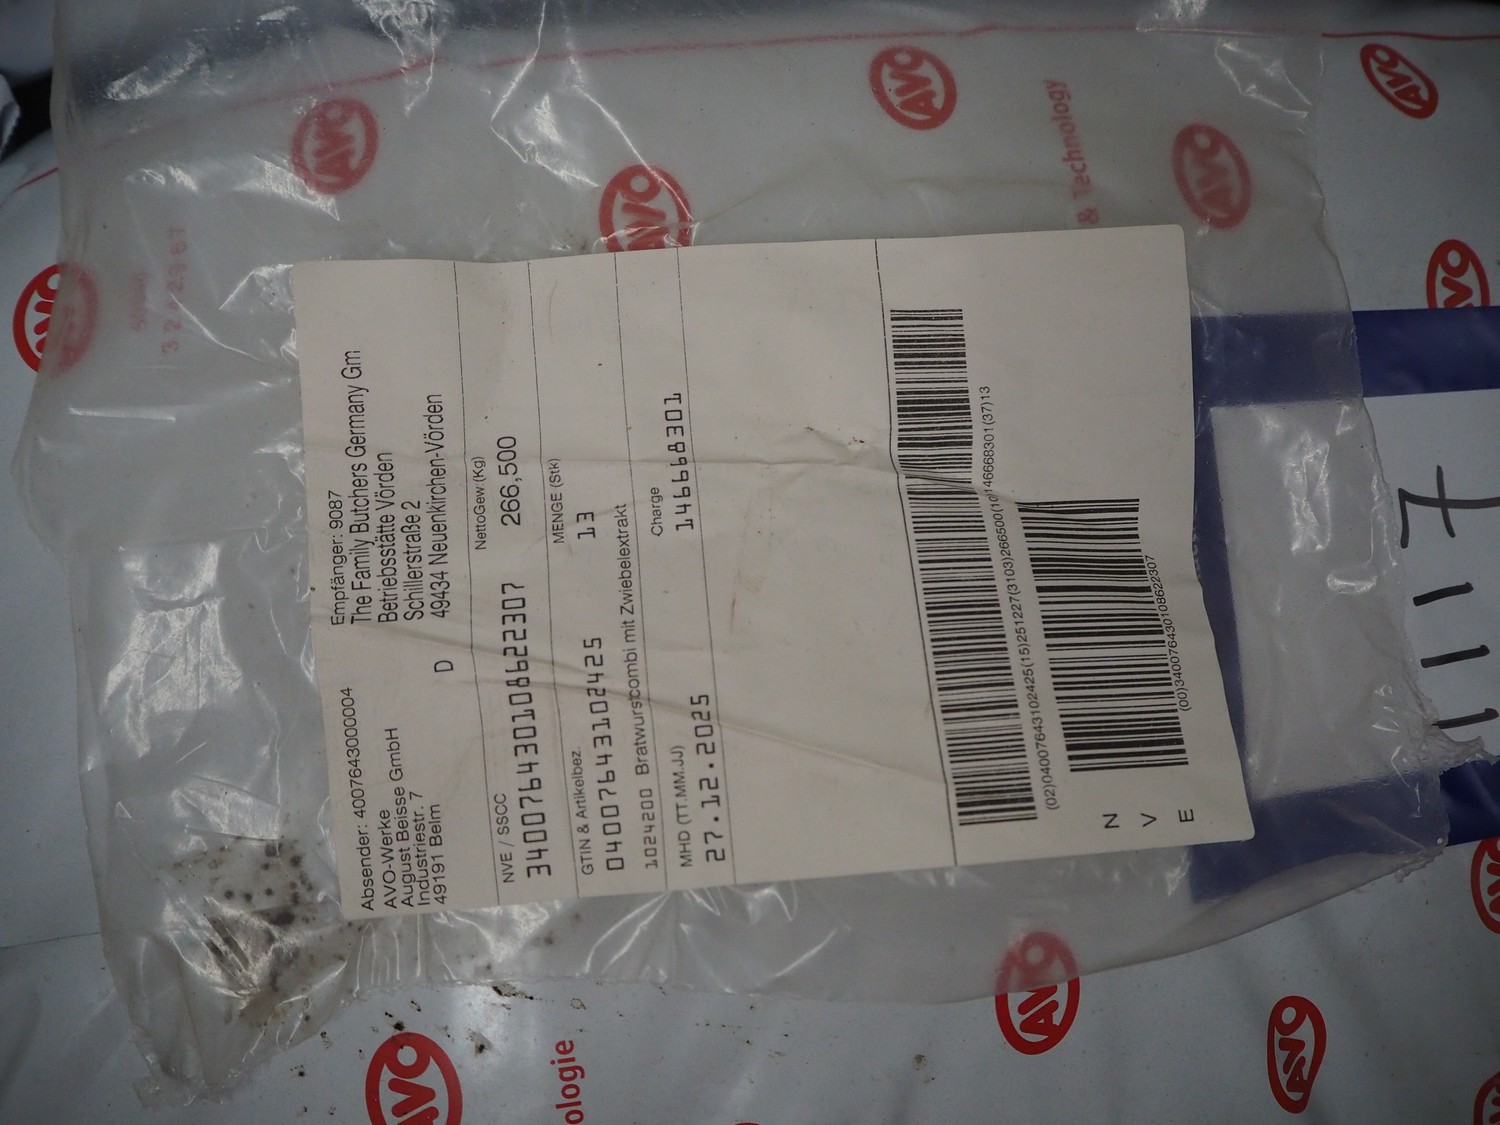 Absender: 4007643000004
AVO-Werke
August Beisse GmbH
Industriestr. 7
49191 Belm
D
Empfänger: 9087
The Family Butchers Germany Gm
Betriebsstätte Vörden
Schillerstraße 2
49434 Neuenkirchen-Vörden
NVE / SSCC
340076430108622307
NettoGew.(Kg)
266,500
GTIN & Artikelbez.
04007643102425
MENGE (Stk)
13
1024200 Bratwurstcombi mit Zwiebelextrakt
MHD (TT.MM.JJ)
27.12.2025
Charge
146668301
(02)04007643102425(15)251227(3103)266500(10)146668301(37)13
(00)340076430108622307
N
V
E
AVO
AVO
AVO
AVO
AVO
AVO
AVO
AVO
AVO
AVO
& Technology
ologie
117